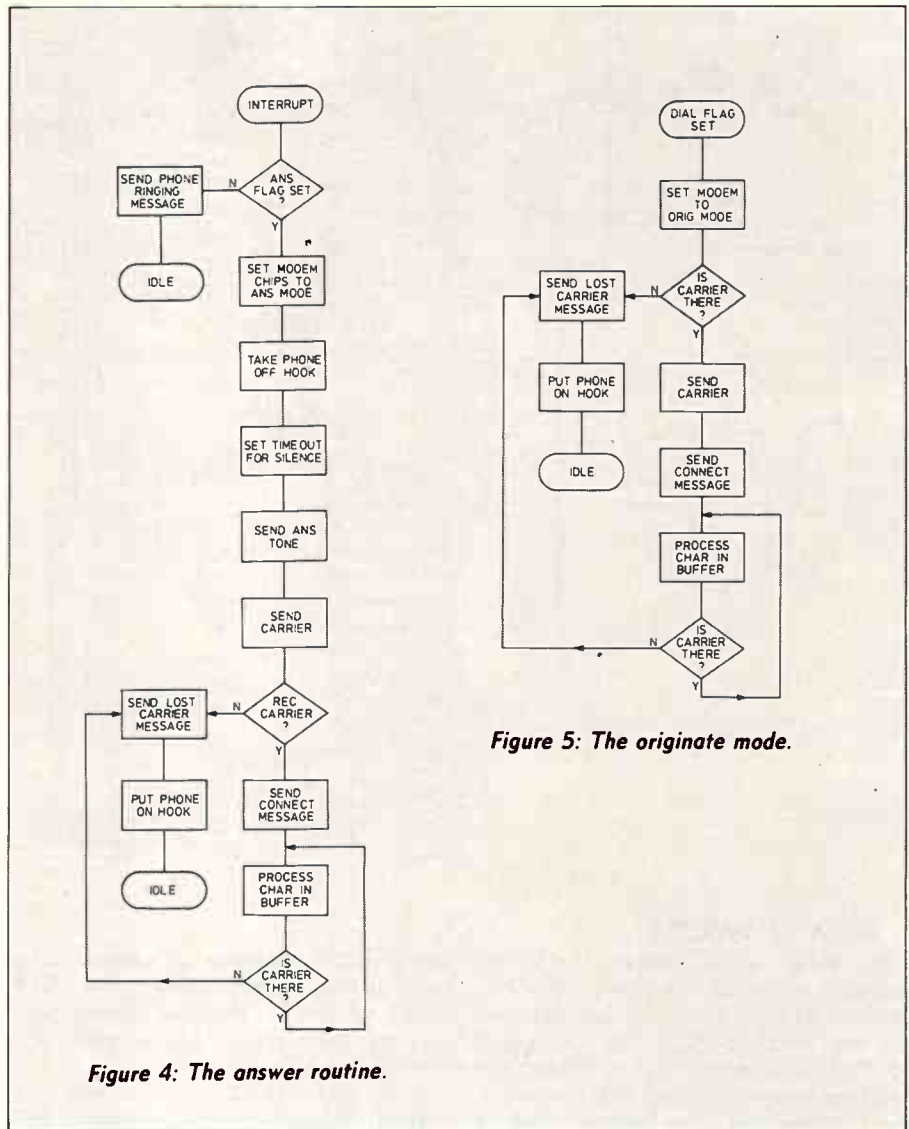 INTERRUPT
ANS
FLAG SET
?
N
Y
SEND PHONE
RINGING
MESSAGE
IDLE
SET MODEM
CHIPS TO
ANS MODE
TAKE PHONE
OFF HOOK
SET TIMEOUT
FOR SILENCE
SEND ANS
TONE
SEND
CARRIER
REC
CARRIER
?
N
Y
SEND LOST
CARRIER
MESSAGE
PUT PHONE
ON HOOK
IDLE
SEND
CONNECT
MESSAGE
PROCESS
CHAR IN
BUFFER
IS
CARRIER
THERE
?
N
Y
Figure 4: The answer routine.
DIAL FLAG
SET
SET MODEM
TO
ORIG MODE
IS
CARRIER
THERE
?
N
Y
SEND LOST
CARRIER
MESSAGE
PUT PHONE
ON HOOK
IDLE
SEND
CARRIER
SEND
CONNECT
MESSAGE
PROCESS
CHAR IN
BUFFER
IS
CARRIER
THERE
?
N
Y
Figure 5: The originate mode.